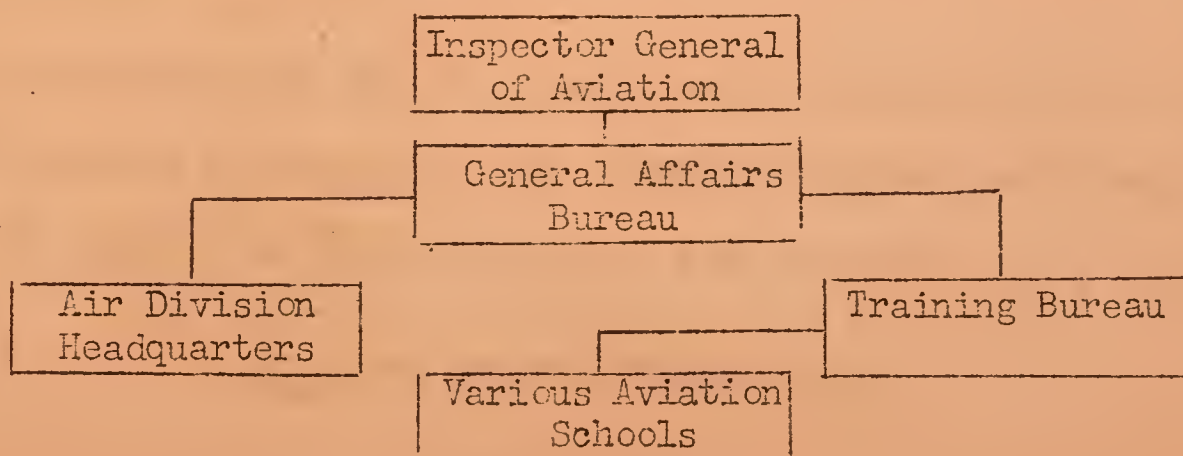 Inspector General
of Aviation
General Affairs
Bureau
Air Division
Headquarters
Training Bureau
Various Aviation
Schools